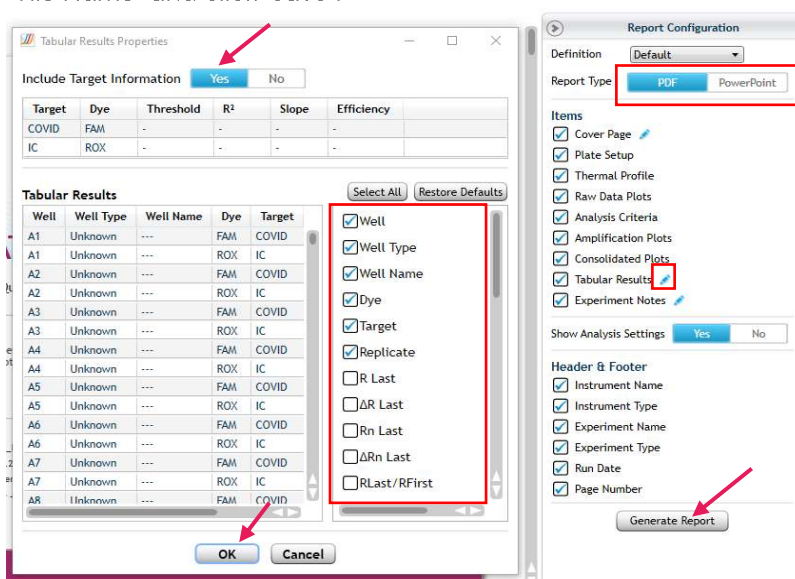 Tabular Results Properties
Include Target Information Yes No
Target Dye Threshold R² Slope Efficiency
COVID FAM - - - -
IC ROX - - - -
Tabular Results Select All Restore Defaults
Well Well Type Well Name Dye Target
A1 Unknown --- FAM COVID
A1 Unknown --- ROX IC
A2 Unknown --- FAM COVID
A2 Unknown --- ROX IC
A3 Unknown --- FAM COVID
A3 Unknown --- ROX IC
A4 Unknown --- FAM COVID
A4 Unknown --- ROX IC
A5 Unknown --- FAM COVID
A5 Unknown --- ROX IC
A6 Unknown --- FAM COVID
A6 Unknown --- ROX IC
A7 Unknown --- FAM COVID
A7 Unknown --- ROX IC
A8 Unknown --- FAM COVID
Well
Well Type
Well Name
Dye
Target
Replicate
R Last
ΔR Last
Rn Last
ΔRn Last
RLast/RFirst
OK Cancel
Report Configuration
Definition Default
Report Type PDF PowerPoint
Items
Cover Page
Plate Setup
Thermal Profile
Raw Data Plots
Analysis Criteria
Amplification Plots
Consolidated Plots
Tabular Results
Experiment Notes
Show Analysis Settings Yes No
Header & Footer
Instrument Name
Instrument Type
Experiment Name
Experiment Type
Run Date
Page Number
Generate Report